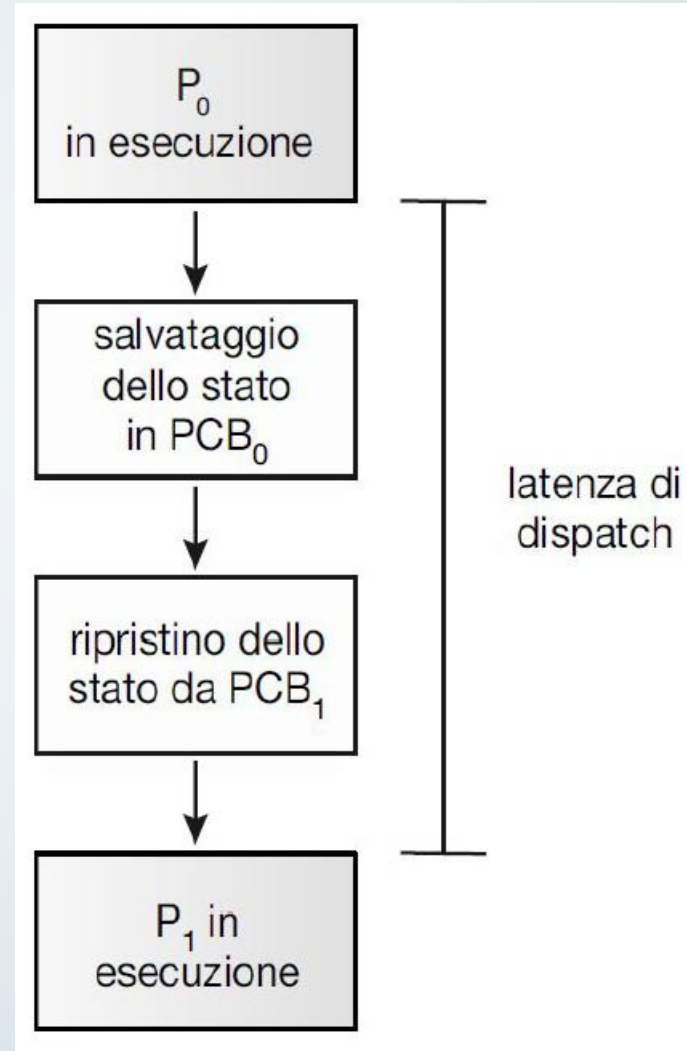 P₀
in esecuzione
salvataggio
dello stato
in PCB₀
latenza di
dispatch
ripristino dello
stato da PCB₁
P₁ in
esecuzione